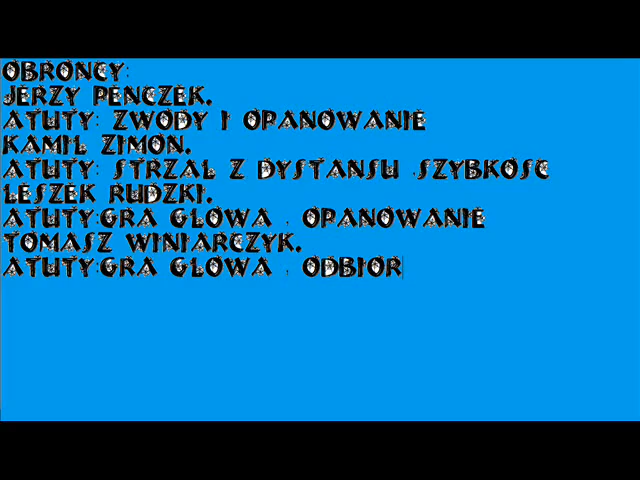 OBRONCY:
JERZY PENCZEK.
ATUTY: ZWODY I OPANOWANIE
KAMIL ZIMON.
ATUTY: STRZAL Z DYSTANSU ,SZYBKOSC
LESZEK RUDZKI.
ATUTY:GRA GLOWA , OPANOWANIE
TOMASZ WINIARCZYK.
ATUTY:GRA GLOWA , ODBIOR